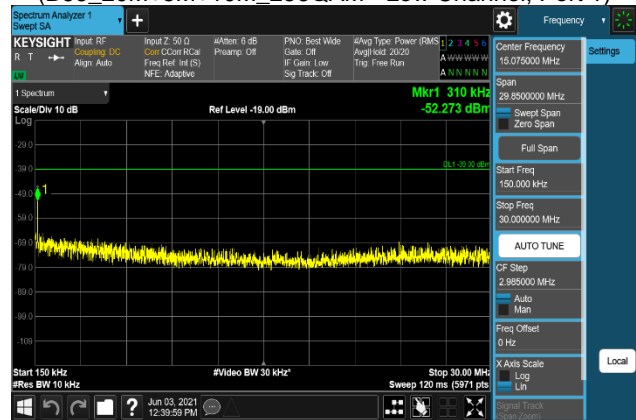 Spectrum Analyzer 1
Swept SA
Frequency
KEYSIGHT
R T
Input: RF
Coupling: DC
Align: Auto
Input Z: 50 Ω
Corr CCorr RCal
Freq Ref: Int (S)
NFE: Adaptive
#Atten: 6 dB
Preamp: Off
PNO: Best Wide
Gate: Off
IF Gain: Low
Sig Track: Off
#Avg Type: Power (RMS
Avg|Hold: 20/20
Trig: Free Run
1 2 3 4 5 6
A W W W W W
A N N N N N
1 Spectrum
Scale/Div 10 dB
Log
Ref Level -19.00 dBm
Mkr1 310 kHz
-52.273 dBm
DL1 -39.00 dBm
-29.0
-39.0
-49.0
-59.0
-69.0
-79.0
-89.0
-99.0
-109
1
Start 150 kHz
#Res BW 10 kHz
#Video BW 30 kHz*
Stop 30.00 MHz
Sweep 120 ms (5971 pts
Center Frequency
15.075000 MHz
Settings
Span
29.8500000 MHz
Swept Span
Zero Span
Full Span
Start Freq
150.000 kHz
Stop Freq
30.000000 MHz
AUTO TUNE
CF Step
2.985000 MHz
Auto
Man
Freq Offset
0 Hz
X Axis Scale
Log
Lin
Local
Signal Track
(Span Zoom)
Jun 03, 2021
12:39:59 PM